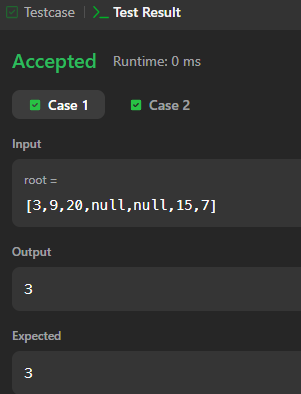 Testcase | Test Result
Accepted Runtime: 0 ms
Case 1 Case 2
Input
root =
[3,9,20,null,null,15,7]
Output
3
Expected
3